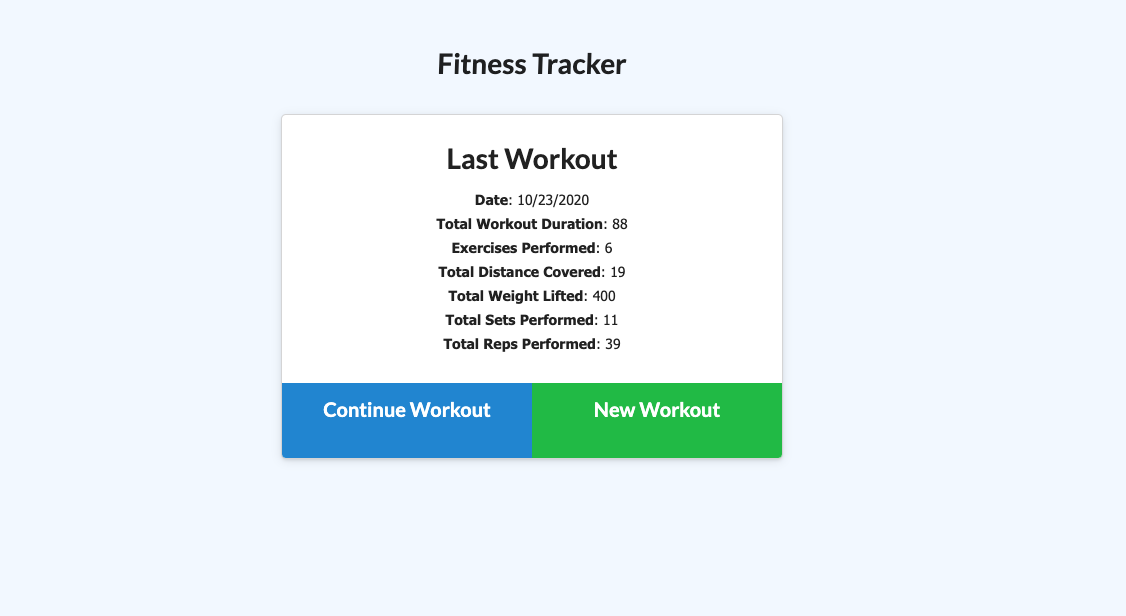 Fitness Tracker
Last Workout
Date: 10/23/2020
Total Workout Duration: 88
Exercises Performed: 6
Total Distance Covered: 19
Total Weight Lifted: 400
Total Sets Performed: 11
Total Reps Performed: 39
Continue Workout
New Workout